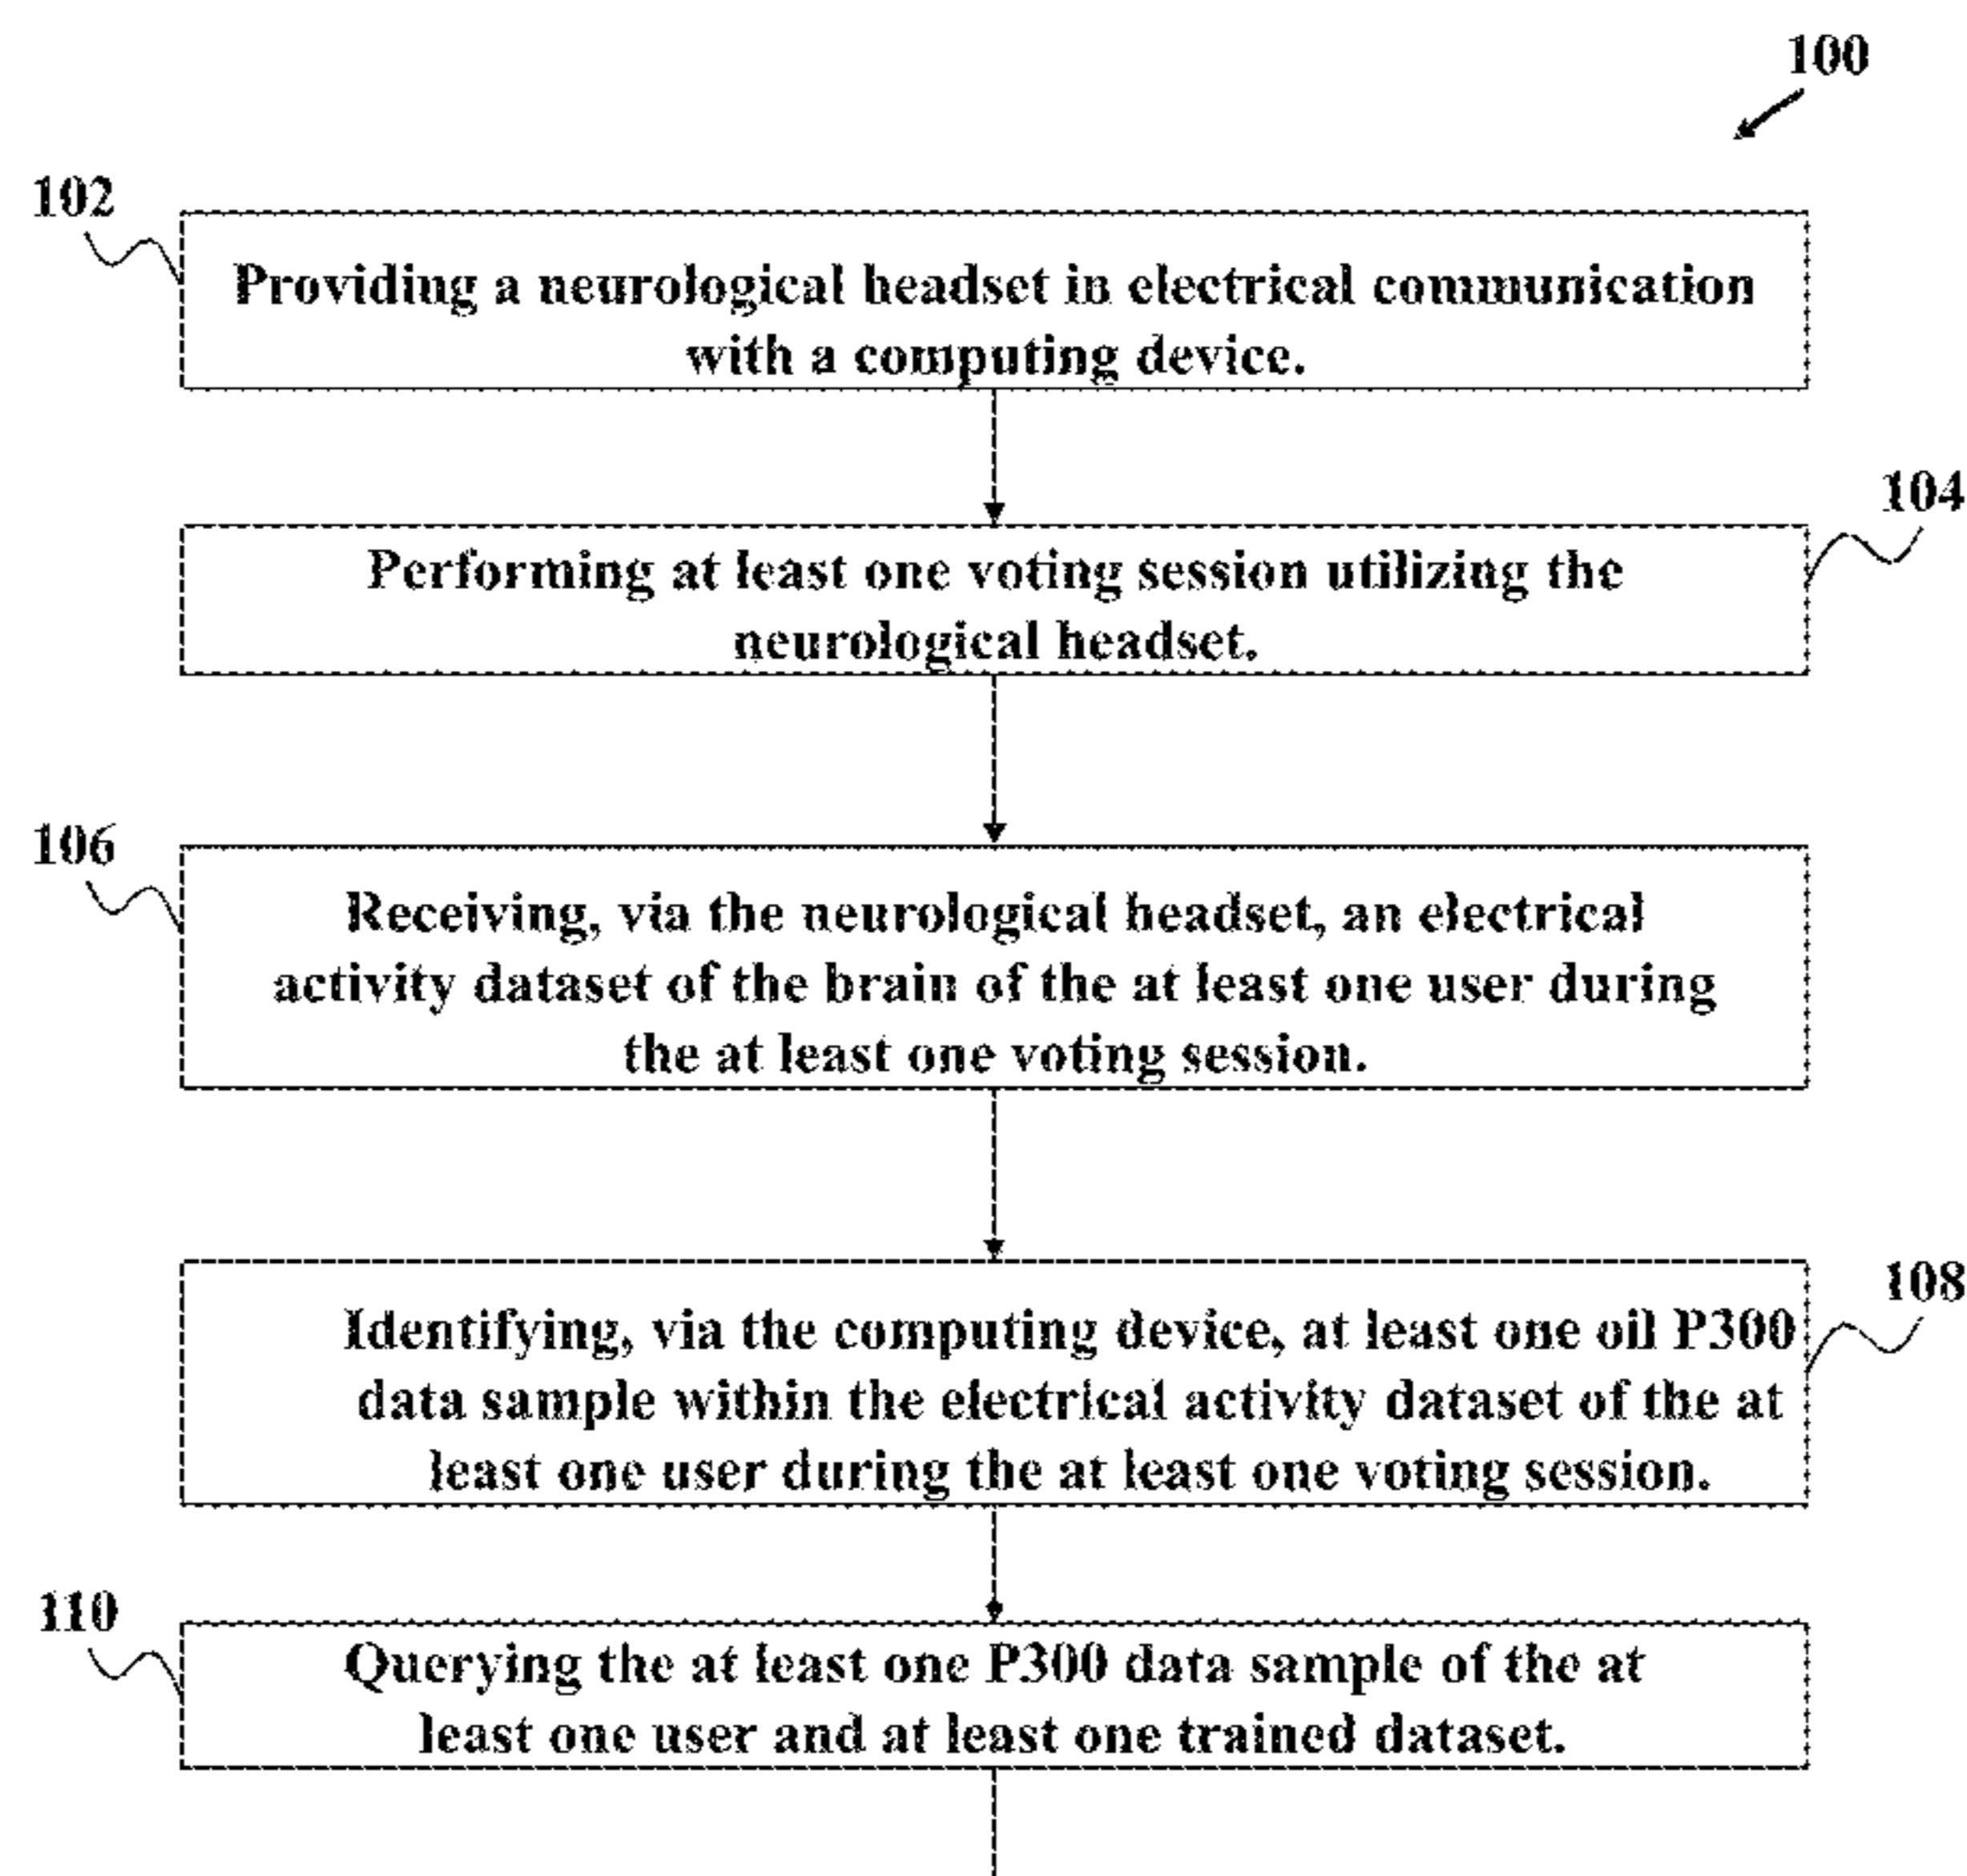 100
102
Providing a neurological headset in electrical communication
with a computing device.
104
Performing at least one voting session utilizing the
neurological headset.
106
Receiving, via the neurological headset, an electrical
activity dataset of the brain of the at least one user during
the at least one voting session.
108
Identifying, via the computing device, at least one oil P300
data sample within the electrical activity dataset of the at
least one user during the at least one voting session.
110
Querying the at least one P300 data sample of the at
least one user and at least one trained dataset.